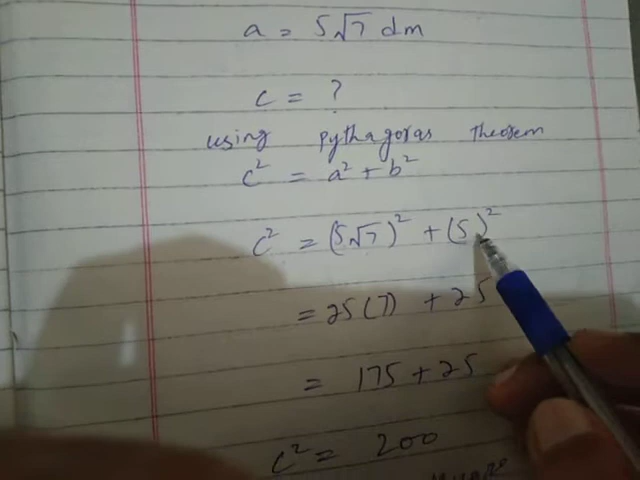 a = 5√7 dm
c = ?
using pythagoras theosem
c² = a² + b²
c² = (5√7)² + (5)²
= 25(7) + 25
= 175 + 25
c² = 200